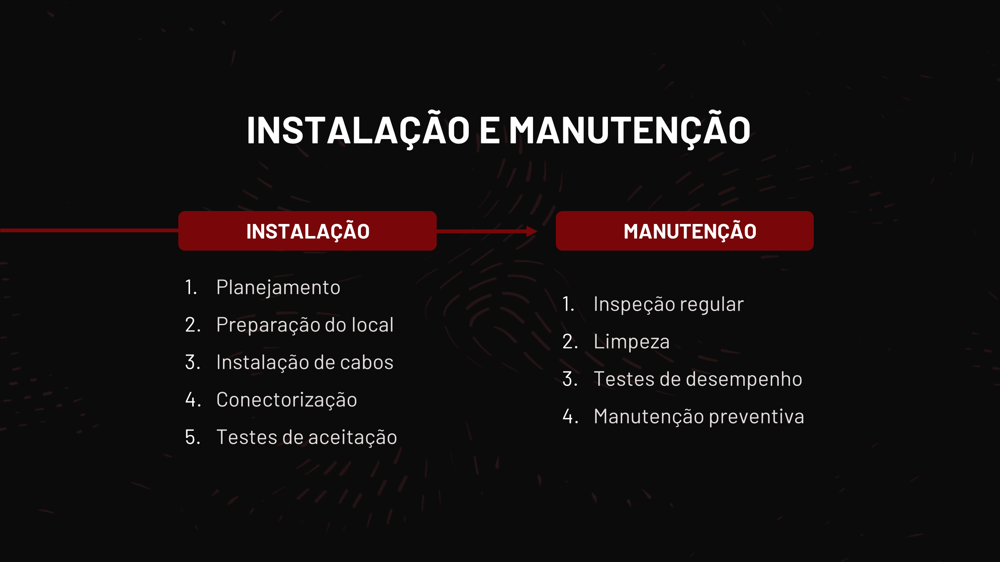 INSTALAÇÃO E MANUTENÇÃO
INSTALAÇÃO
1. Planejamento
2. Preparação do local
3. Instalação de cabos
4. Conectorização
5. Testes de aceitação
MANUTENÇÃO
1. Inspeção regular
2. Limpeza
3. Testes de desempenho
4. Manutenção preventiva